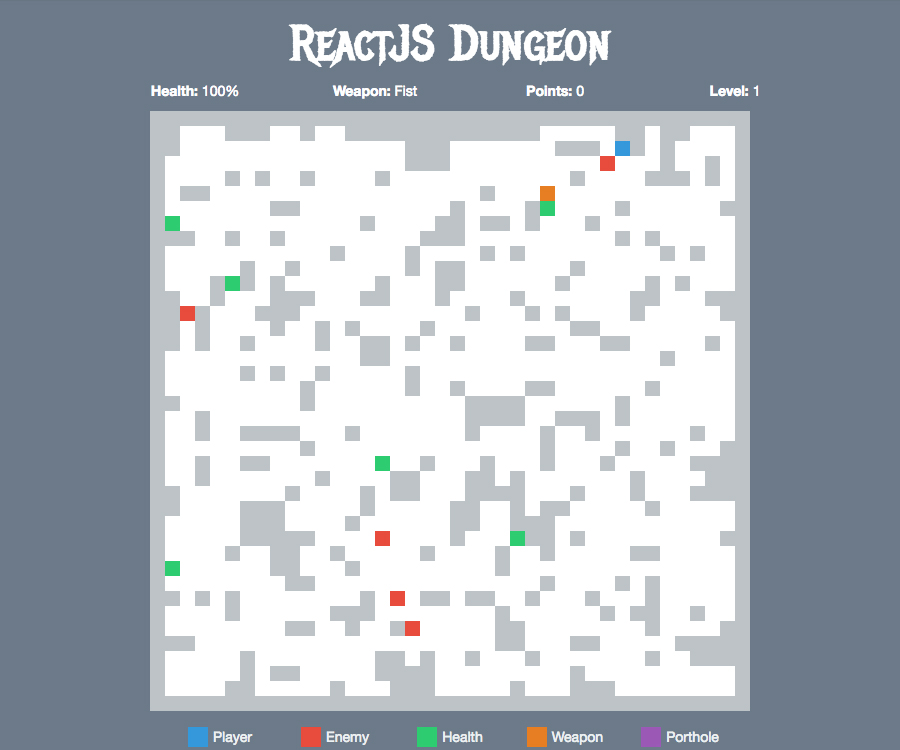 ReactJS Dungeon
Health: 100% Weapon: Fist Points: 0 Level: 1
Player Enemy Health Weapon Porthole